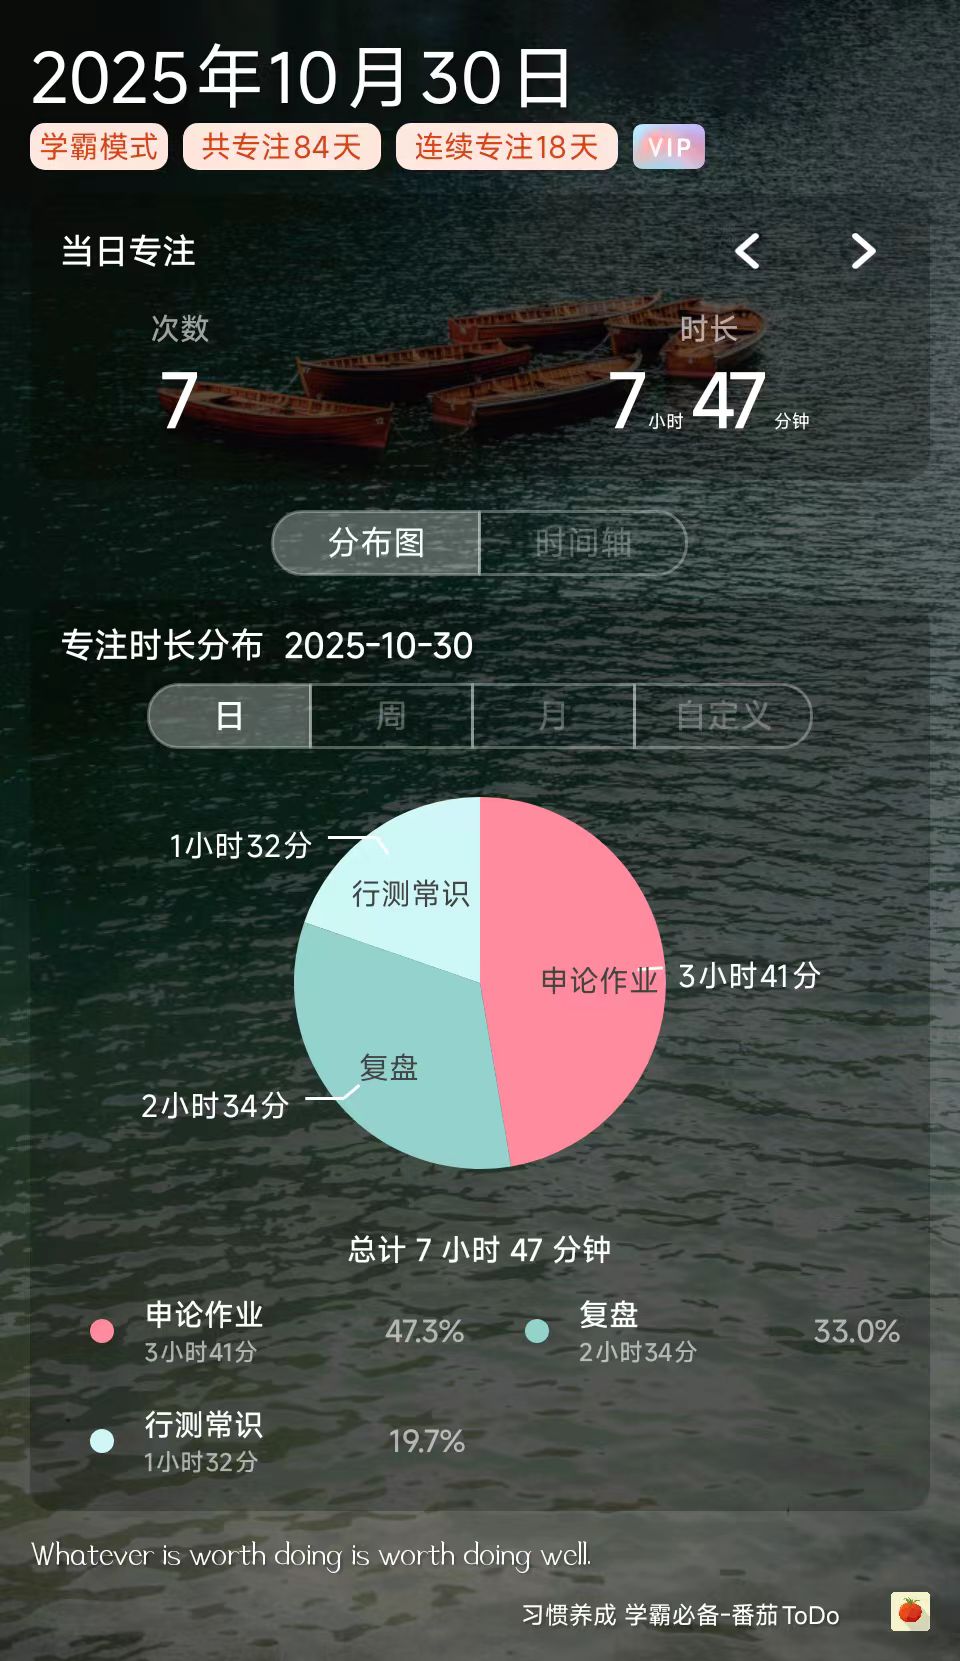 2025年10月30日
学霸模式 共专注84天 连续专注18天 VIP
当日专注
次数 时长
7 7小时47分钟
分布图 时间轴
专注时长分布 2025-10-30
日 周 月 自定义
1小时32分
行测常识
申论作业 3小时41分
复盘
2小时34分
总计 7 小时 47 分钟
申论作业 47.3% 复盘 33.0%
3小时41分 2小时34分
行测常识 19.7%
1小时32分
Whatever is worth doing is worth doing well.
习惯养成 学霸必备-番茄ToDo